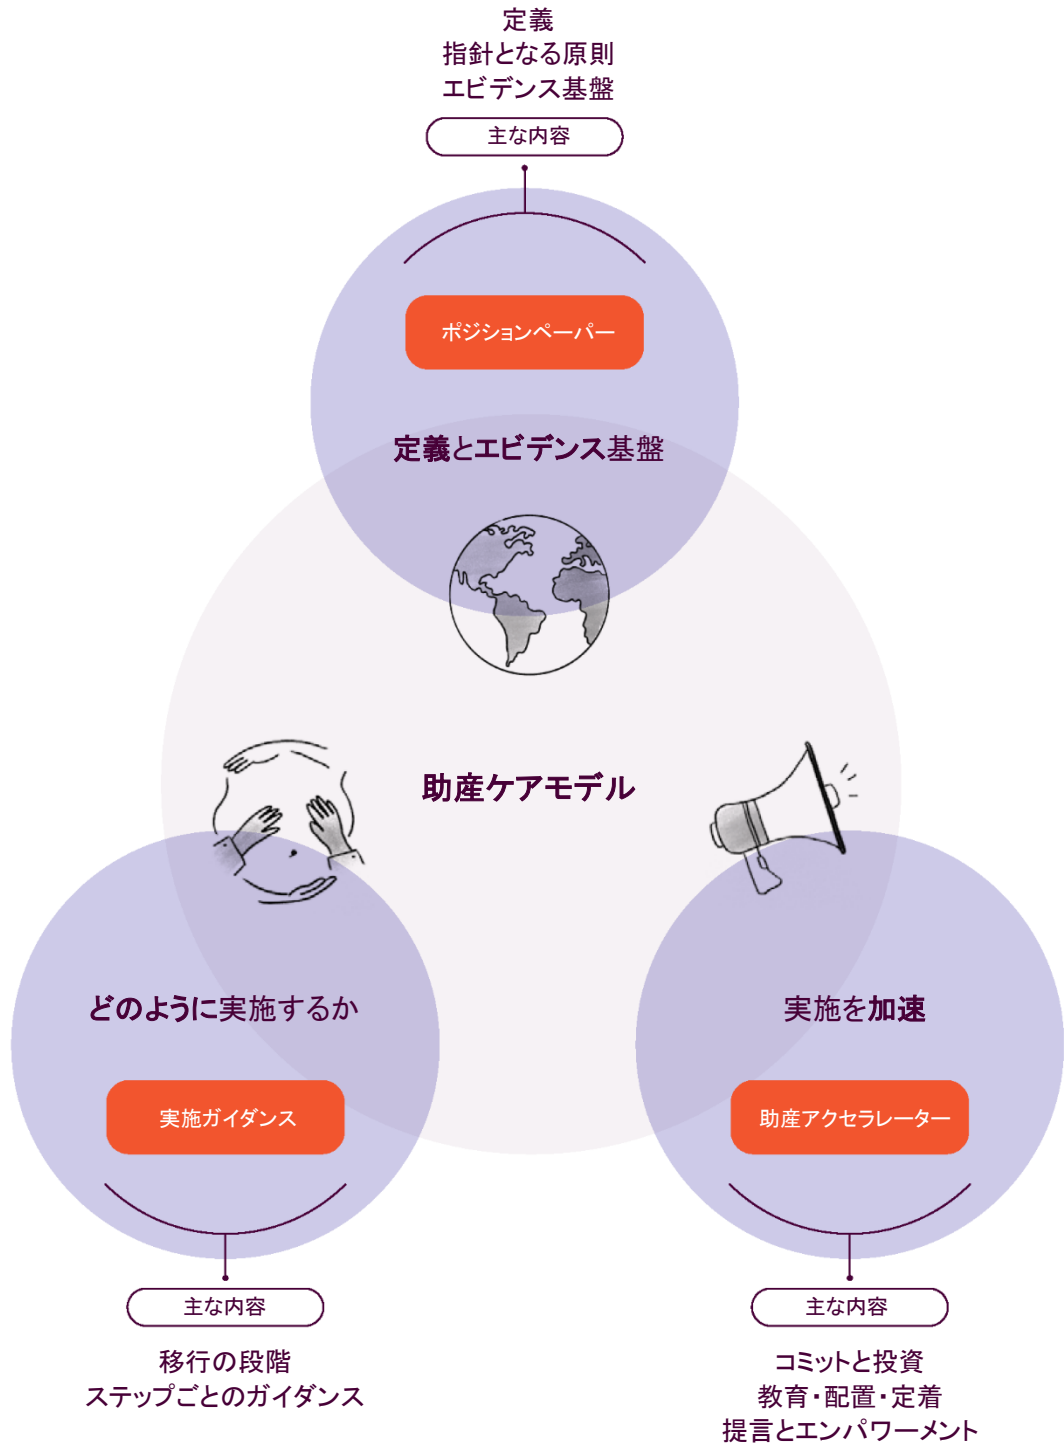 定義
指針となる原則
エビデンス基盤
主な内容
ポジションペーパー
定義とエビデンス基盤
助産ケアモデル
どのように実施するか
実施ガイダンス
主な内容
移行の段階
ステップごとのガイダンス
実施を加速
助産アクセラレーター
主な内容
コミットと投資
教育・配置・定着
提言とエンパワーメント